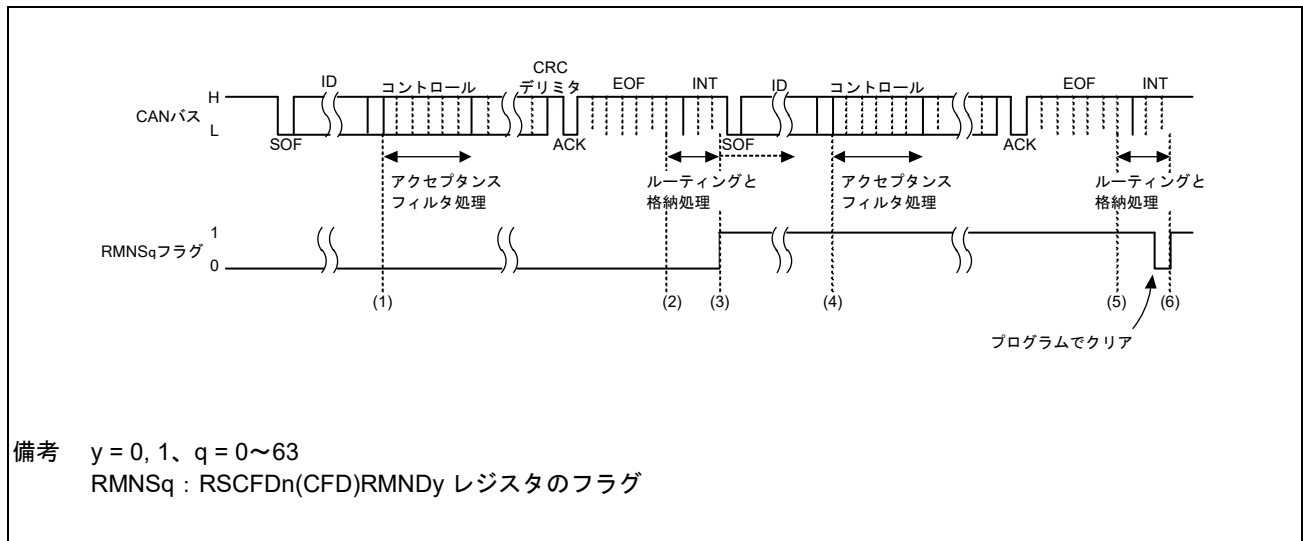 CRC
ID コントロール デリミタ EOF INT ID コントロール EOF INT
H
CANバス
L
SOF ACK SOF ACK
アクセプタンス
フィルタ処理
ルーティングと
格納処理
アクセプタンス
フィルタ処理
ルーティングと
格納処理
1
RMNSqフラグ
0
(1) (2) (3) (4) (5) (6)
プログラムでクリア
備考 y = 0, 1、q = 0～63
RMNSq : RSCFDn(CFD)RMNDy レジスタのフラグ